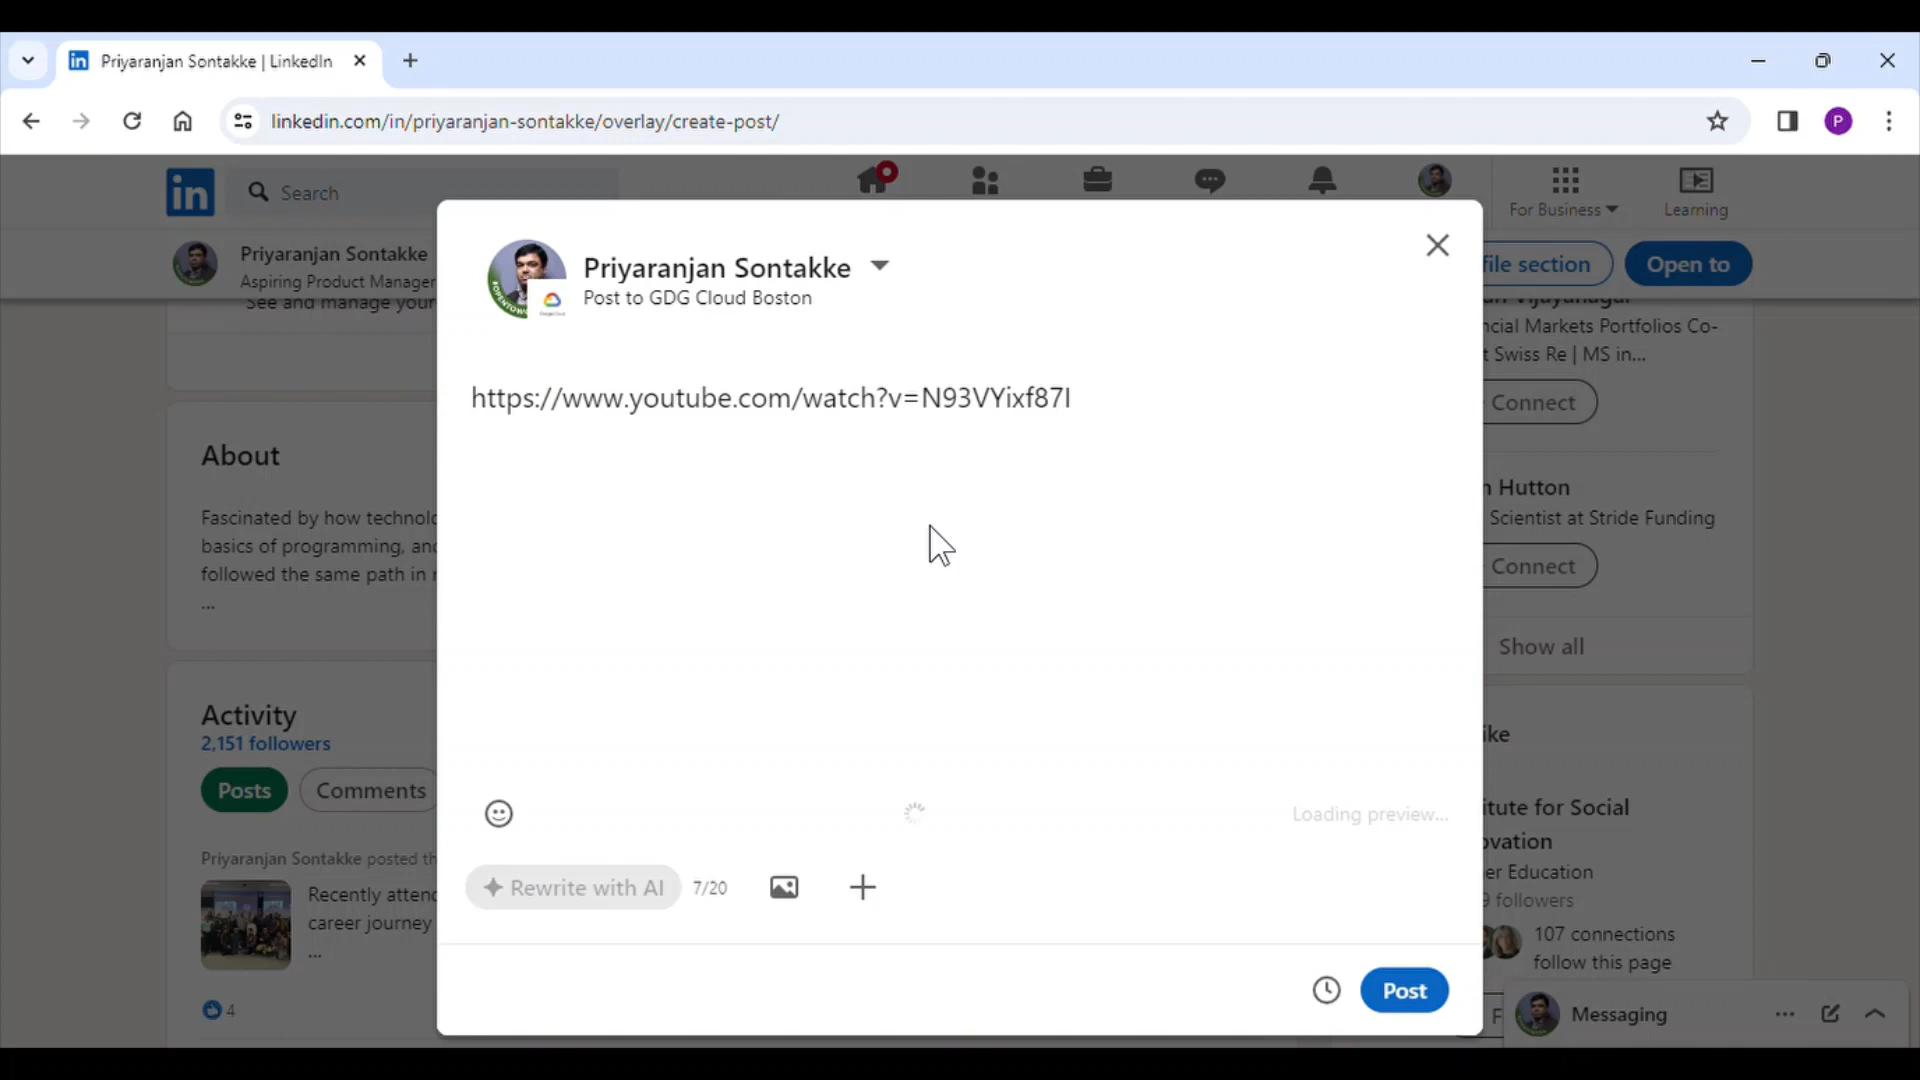 Priyaranjan Sontakke | LinkedIn
linkedin.com/in/priyaranjan-sontakke/overlay/create-post/
P
in
Search
For Business
Learning
Priyaranjan Sontakke
Aspiring Product Manager
See and manage your
file section
Open to
Priyaranjan Sontakke
Post to GDG Cloud Boston
https://www.youtube.com/watch?v=N93VYixf87I
Loading preview...
Rewrite with AI
7/20
Post
About
Fascinated by how technolo
basics of programming, and
followed the same path in
...
Activity
2,151 followers
Posts
Comments
Priyaranjan Sontakke posted th
Recently attend
career journey
...
4
ncial Markets Portfolios Co-
t Swiss Re | MS in...
Connect
n Hutton
Scientist at Stride Funding
Connect
Show all
ike
itute for Social
ovation
er Education
9 followers
107 connections
follow this page
F
Messaging